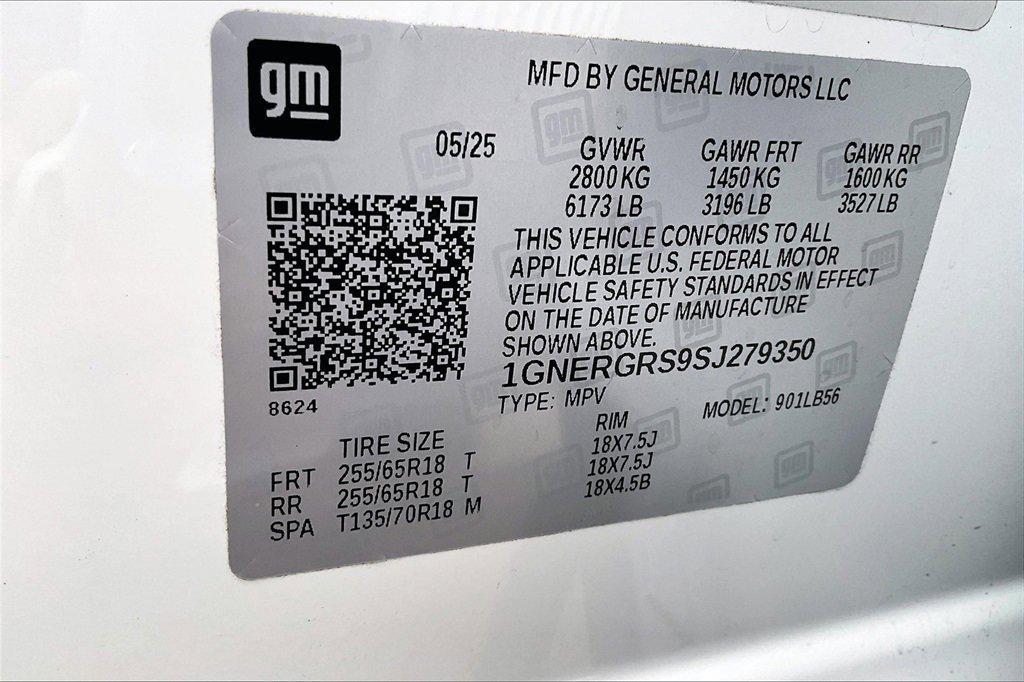 gm
MFD BY GENERAL MOTORS LLC
05/25 GVWR GAWR FRT GAWR RR
2800 KG 1450 KG 1600 KG
6173 LB 3196 LB 3527 LB
THIS VEHICLE CONFORMS TO ALL
APPLICABLE U.S. FEDERAL MOTOR
VEHICLE SAFETY STANDARDS IN EFFECT
ON THE DATE OF MANUFACTURE
SHOWN ABOVE.
1GNERGRS9SJ279350
8624
TYPE: MPV MODEL: 901LB56
TIRE SIZE RIM
FRT 255/65R18 T 18X7.5J
RR 255/65R18 T 18X7.5J
SPA T135/70R18 M 18X4.5B